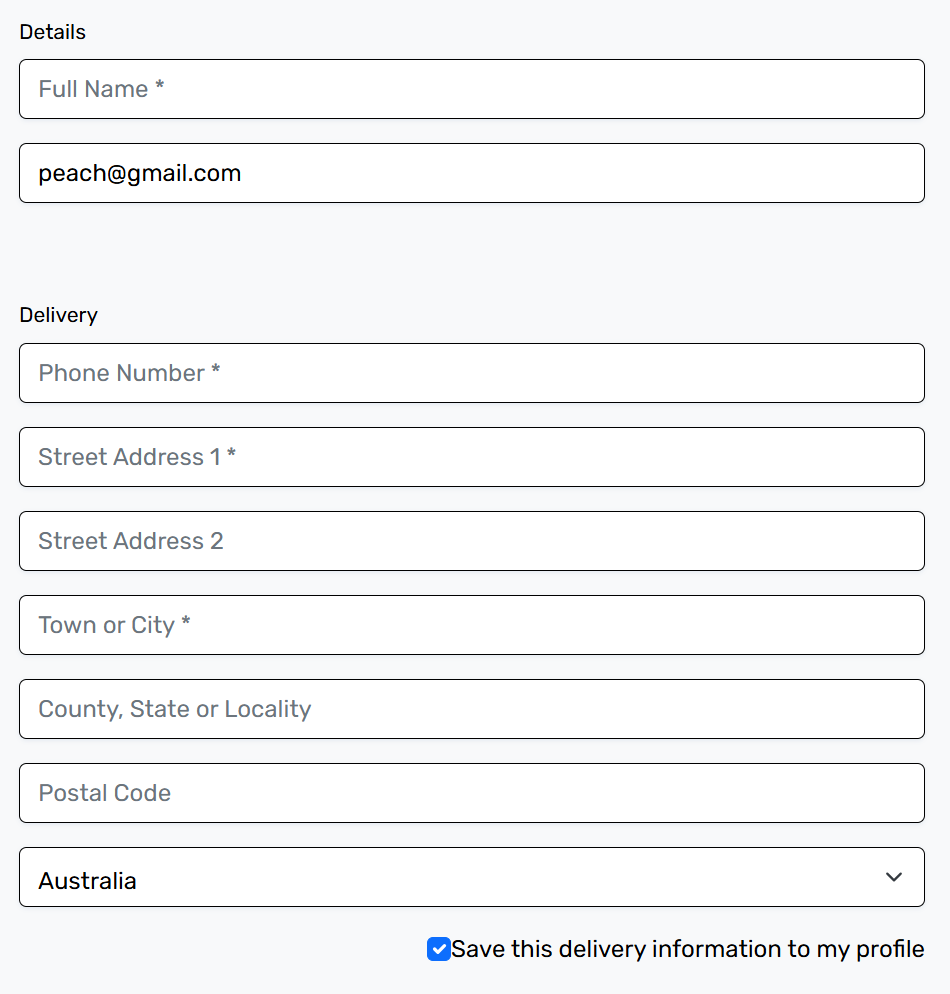 Details
Full Name *
peach@gmail.com
Delivery
Phone Number *
Street Address 1 *
Street Address 2
Town or City *
County, State or Locality
Postal Code
Australia
Save this delivery information to my profile